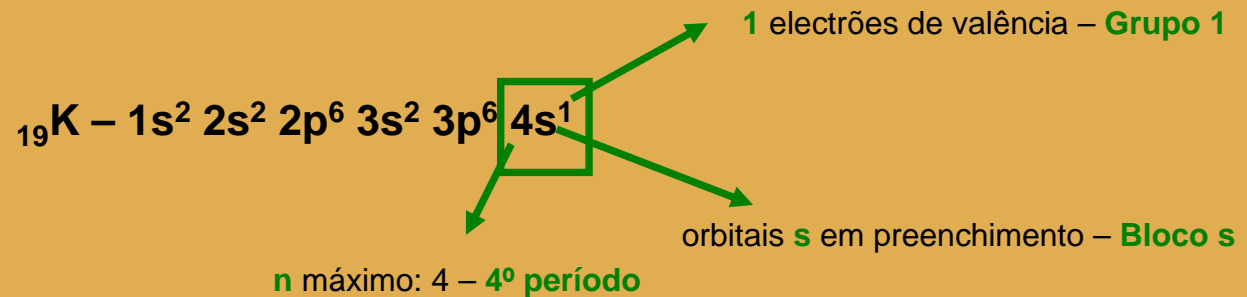 1 electrões de valência – Grupo 1
₁₉K – 1s² 2s² 2p⁶ 3s² 3p⁶ 4s¹
orbitais s em preenchimento – Bloco s
n máximo: 4 – 4º período